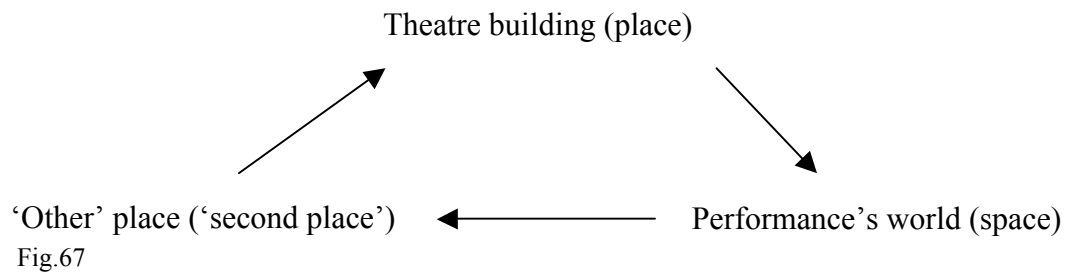 Theatre building (place)
‘Other’ place (‘second place’) Performance’s world (space)
Fig.67